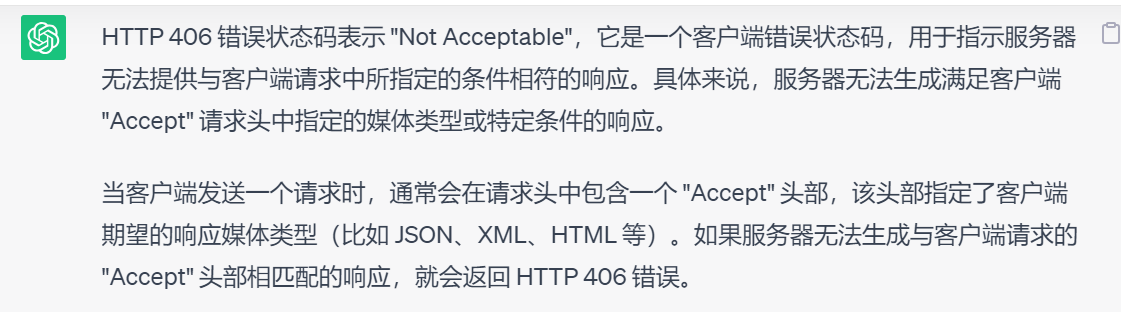 HTTP 406 错误状态码表示 "Not Acceptable"，它是一个客户端错误状态码，用于指示服务器
无法提供与客户端请求中所指定的条件相符的响应。具体来说，服务器无法生成满足客户端
"Accept" 请求头中指定的媒体类型或特定条件的响应。
当客户端发送一个请求时，通常会在请求头中包含一个 "Accept" 头部，该头部指定了客户端
期望的响应媒体类型（比如 JSON、XML、HTML 等）。如果服务器无法生成与客户端请求的
"Accept" 头部相匹配的响应，就会返回 HTTP 406 错误。